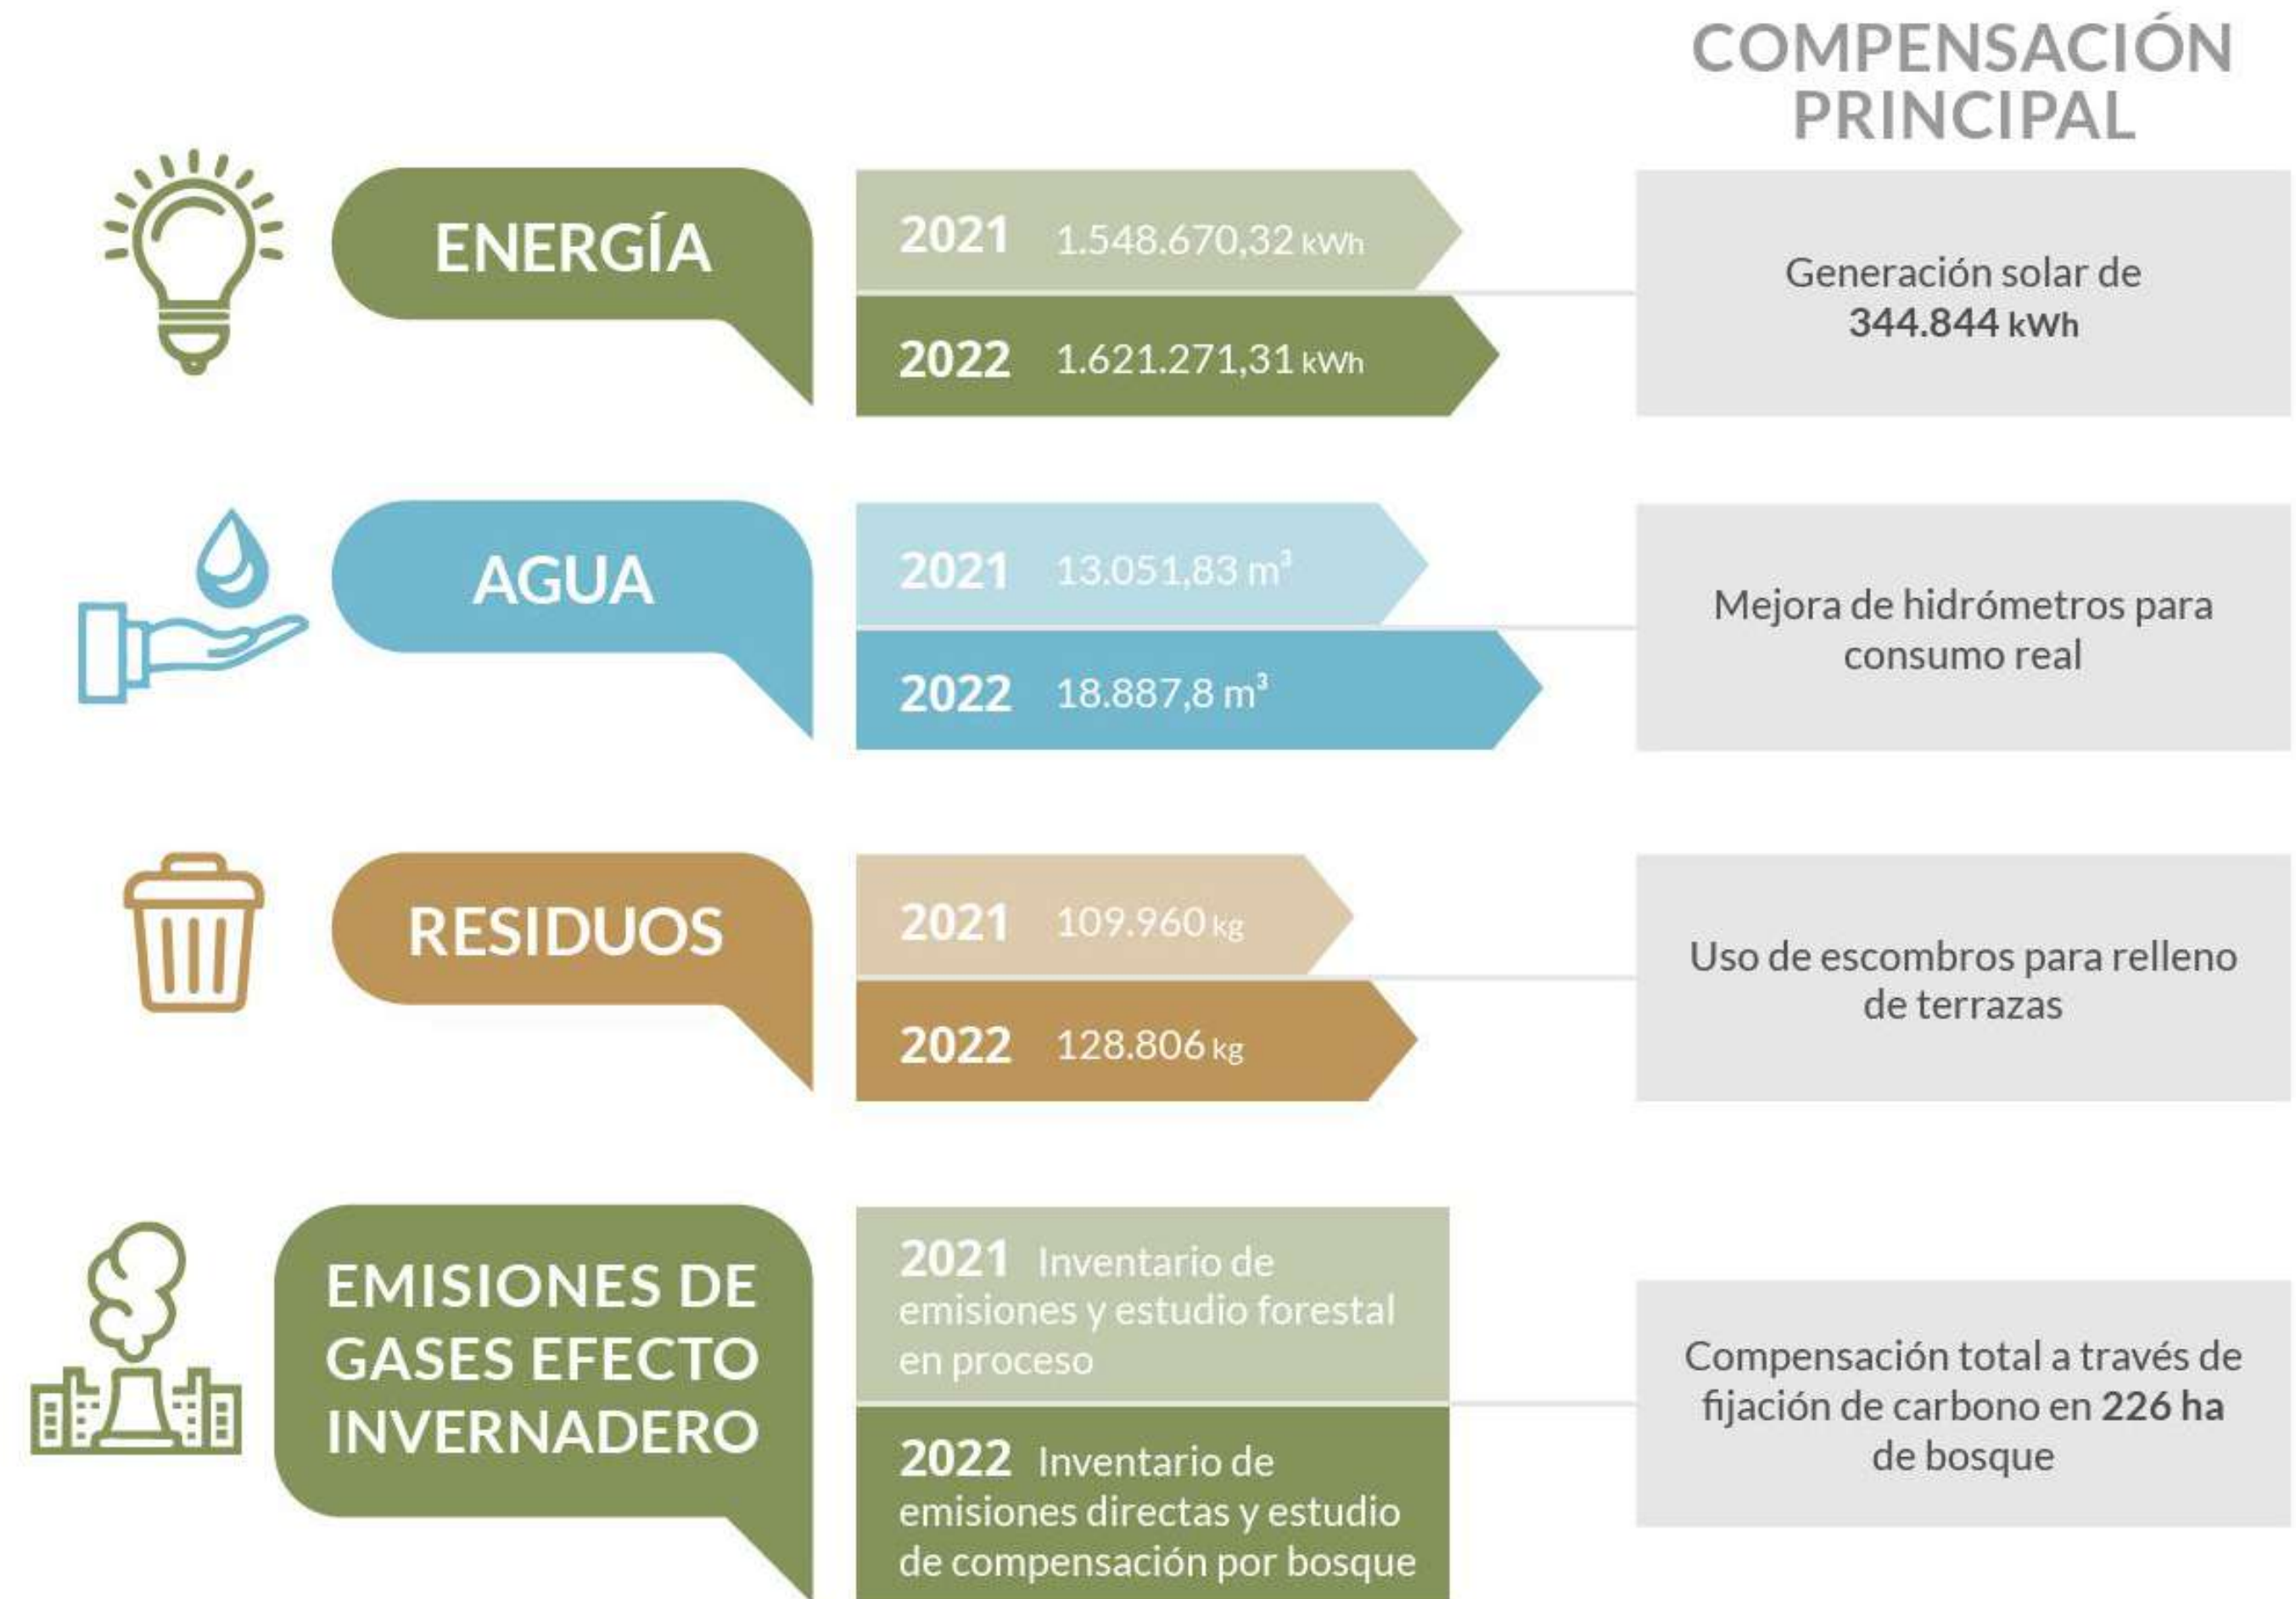 COMPENSACIÓN
PRINCIPAL
ENERGÍA
2021 1.548.670,32 kWh
2022 1.621.271,31 kWh
Generación solar de
344.844 kWh
AGUA
2021 13.051,83 m³
2022 18.887,8 m³
Mejora de hidrómetros para
consumo real
RESIDUOS
2021 109.960 kg
2022 128.806 kg
Uso de escombros para relleno
de terrazas
EMISIONES DE
GASES EFECTO
INVERNADERO
2021 Inventario de
emisiones y estudio forestal
en proceso
2022 Inventario de
emisiones directas y estudio
de compensación por bosque
Compensación total a través de
fijación de carbono en 226 ha
de bosque